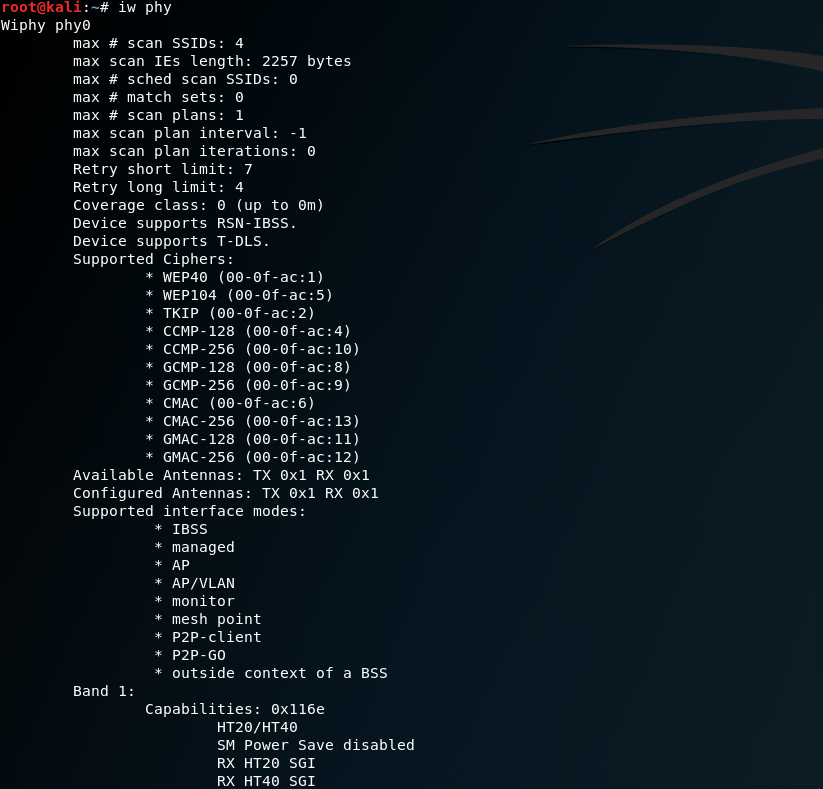 root@kali:~# iw phy
Wiphy phy0
max # scan SSIDs: 4
max scan IEs length: 2257 bytes
max # sched scan SSIDs: 0
max # match sets: 0
max # scan plans: 1
max scan plan interval: -1
max scan plan iterations: 0
Retry short limit: 7
Retry long limit: 4
Coverage class: 0 (up to 0m)
Device supports RSN-IBSS.
Device supports T-DLS.
Supported Ciphers:
* WEP40 (00-0f-ac:1)
* WEP104 (00-0f-ac:5)
* TKIP (00-0f-ac:2)
* CCMP-128 (00-0f-ac:4)
* CCMP-256 (00-0f-ac:10)
* GCMP-128 (00-0f-ac:8)
* GCMP-256 (00-0f-ac:9)
* CMAC (00-0f-ac:6)
* CMAC-256 (00-0f-ac:13)
* GMAC-128 (00-0f-ac:11)
* GMAC-256 (00-0f-ac:12)
Available Antennas: TX 0x1 RX 0x1
Configured Antennas: TX 0x1 RX 0x1
Supported interface modes:
* IBSS
* managed
* AP
* AP/VLAN
* monitor
* mesh point
* P2P-client
* P2P-GO
* outside context of a BSS
Band 1:
Capabilities: 0x116e
HT20/HT40
SM Power Save disabled
RX HT20 SGI
RX HT40 SGI